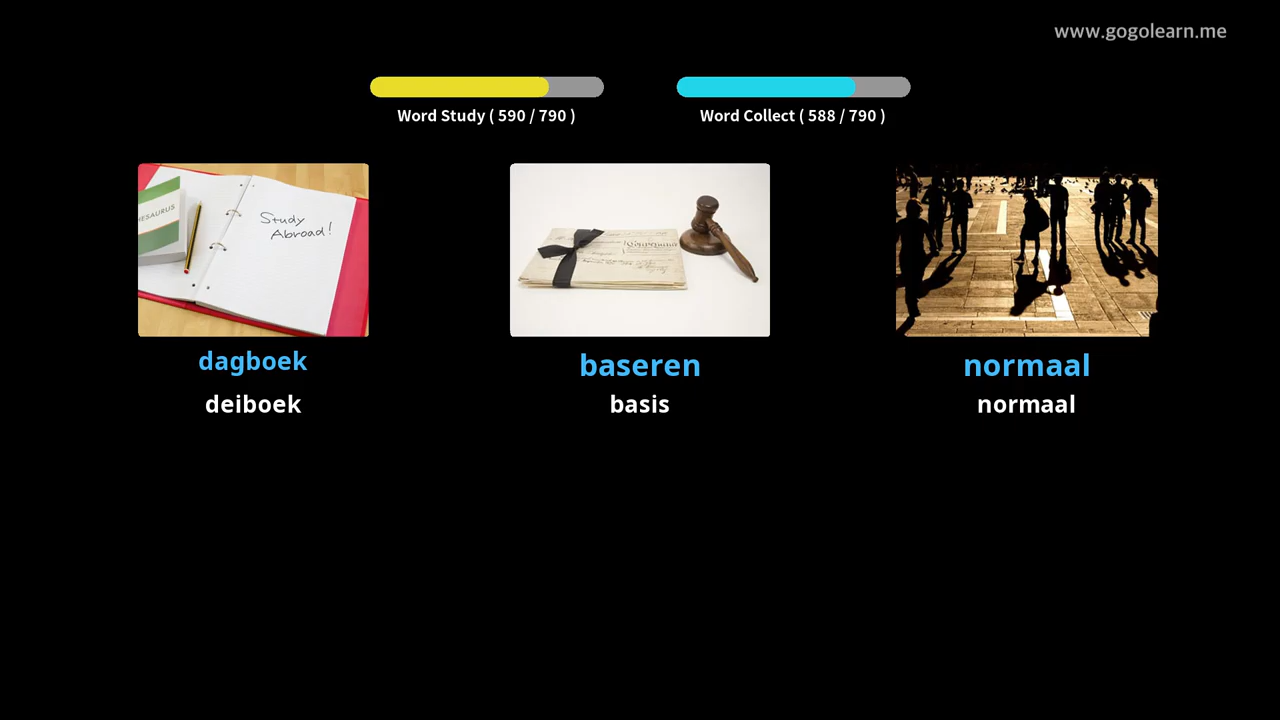 www.gogolearn.me
Word Study ( 590 / 790 )
Word Collect ( 588 / 790 )
Study
Abroad!
dagboek
baseren
normaal
deiboek
basis
normaal